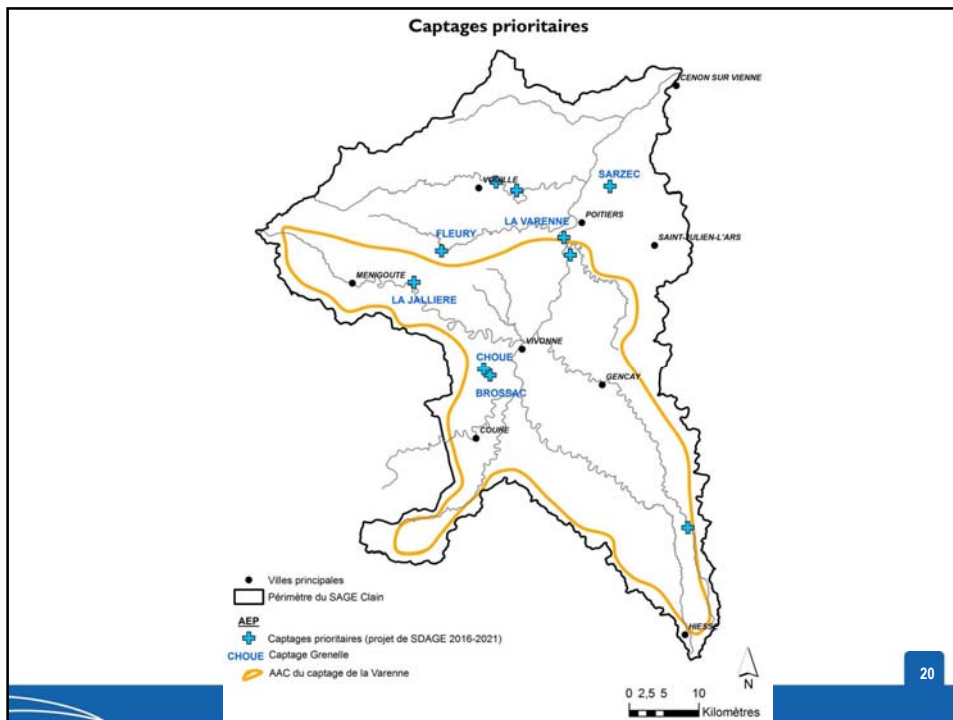 Captages prioritaires
CENON SUR VIENNE
VOUILLE
SARZEC
LA VARENNE
POITIERS
FLEURY
SAINT-JULIEN-L'ARS
MENIGOUTE
LA JALLIERE
VIVONNE
CHOUE
GENCAY
BROSSAC
COUHE
HIESSE
Villes principales
Périmètre du SAGE Clain
AEP
Captages prioritaires (projet de SDAGE 2016-2021)
CHOUE Captage Grenelle
AAC du captage de la Varenne
N
0 2,5 5 10
Kilomètres
20